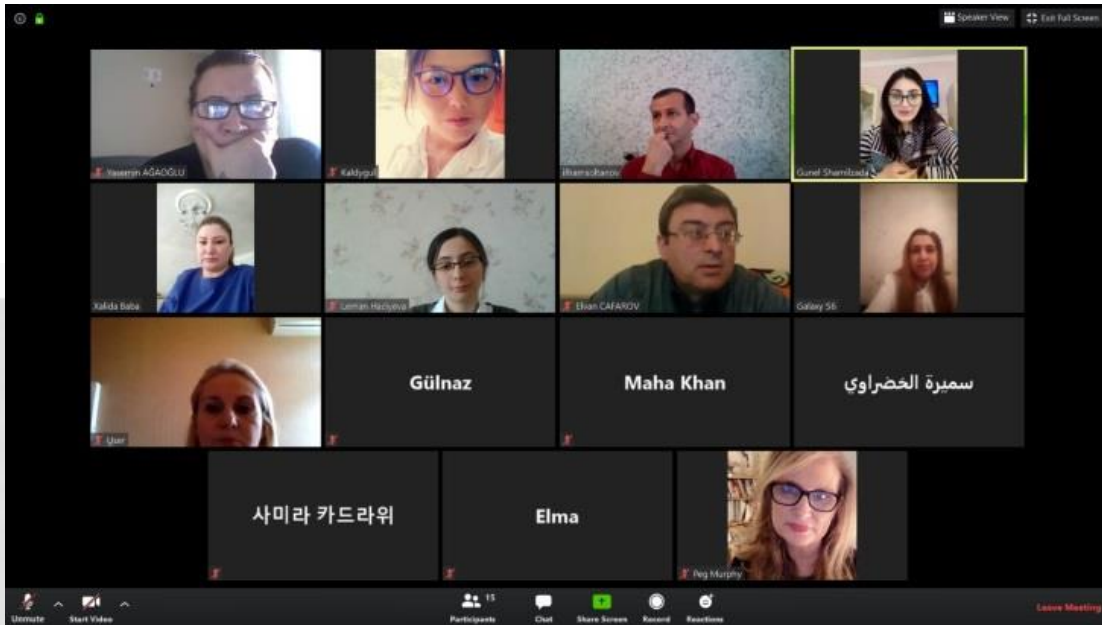 Speaker View
Exit Full Screen
Yasemin AĞAOĞLU
Kaldygul
ilhamsoltanov
Gunel Shamilzada
Xalida Baba
Leman Haciyeva
Elvan CAFAROV
Galaxy S6
User
Gülnaz
Maha Khan
سميرة الخضراوي
사미라 카드라위
Elma
Peg Murphy
Unmute
Start Video
Participants
15
Chat
Share Screen
Record
Reactions
Leave Meeting